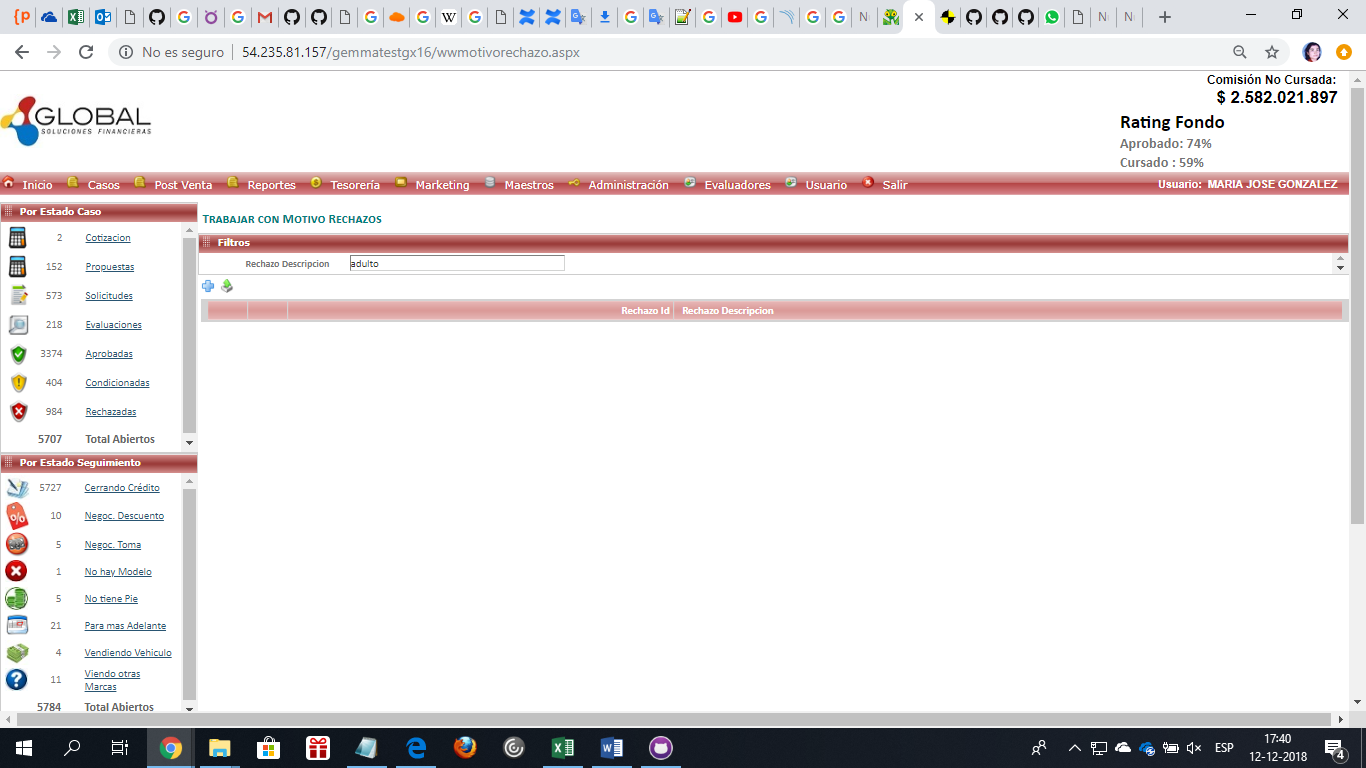 No es seguro | 54.235.81.157/gemmatestgx16/wwmotivorechazo.aspx
Comisión No Cursada:
$ 2.582.021.897
GLOBAL
SOLUCIONES FINANCIERAS
Rating Fondo
Aprobado: 74%
Cursado : 59%
Inicio Casos Post Venta Reportes Tesorería Marketing Maestros Administración Evaluadores Usuario Salir Usuario: MARIA JOSE GONZALEZ
Por Estado Caso
2 Cotizacion
152 Propuestas
573 Solicitudes
218 Evaluaciones
3374 Aprobadas
404 Condicionadas
984 Rechazadas
5707 Total Abiertos
Por Estado Seguimiento
5727 Cerrando Crédito
10 Negoc. Descuento
5 Negoc. Toma
1 No hay Modelo
5 No tiene Pie
21 Para mas Adelante
4 Vendiendo Vehiculo
11 Viendo otras
Marcas
5784 Total Abiertos
TRABAJAR CON MOTIVO RECHAZOS
Filtros
Rechazo Descripcion adulto
Rechazo Id Rechazo Descripcion
ESP
17:40
12-12-2018
4